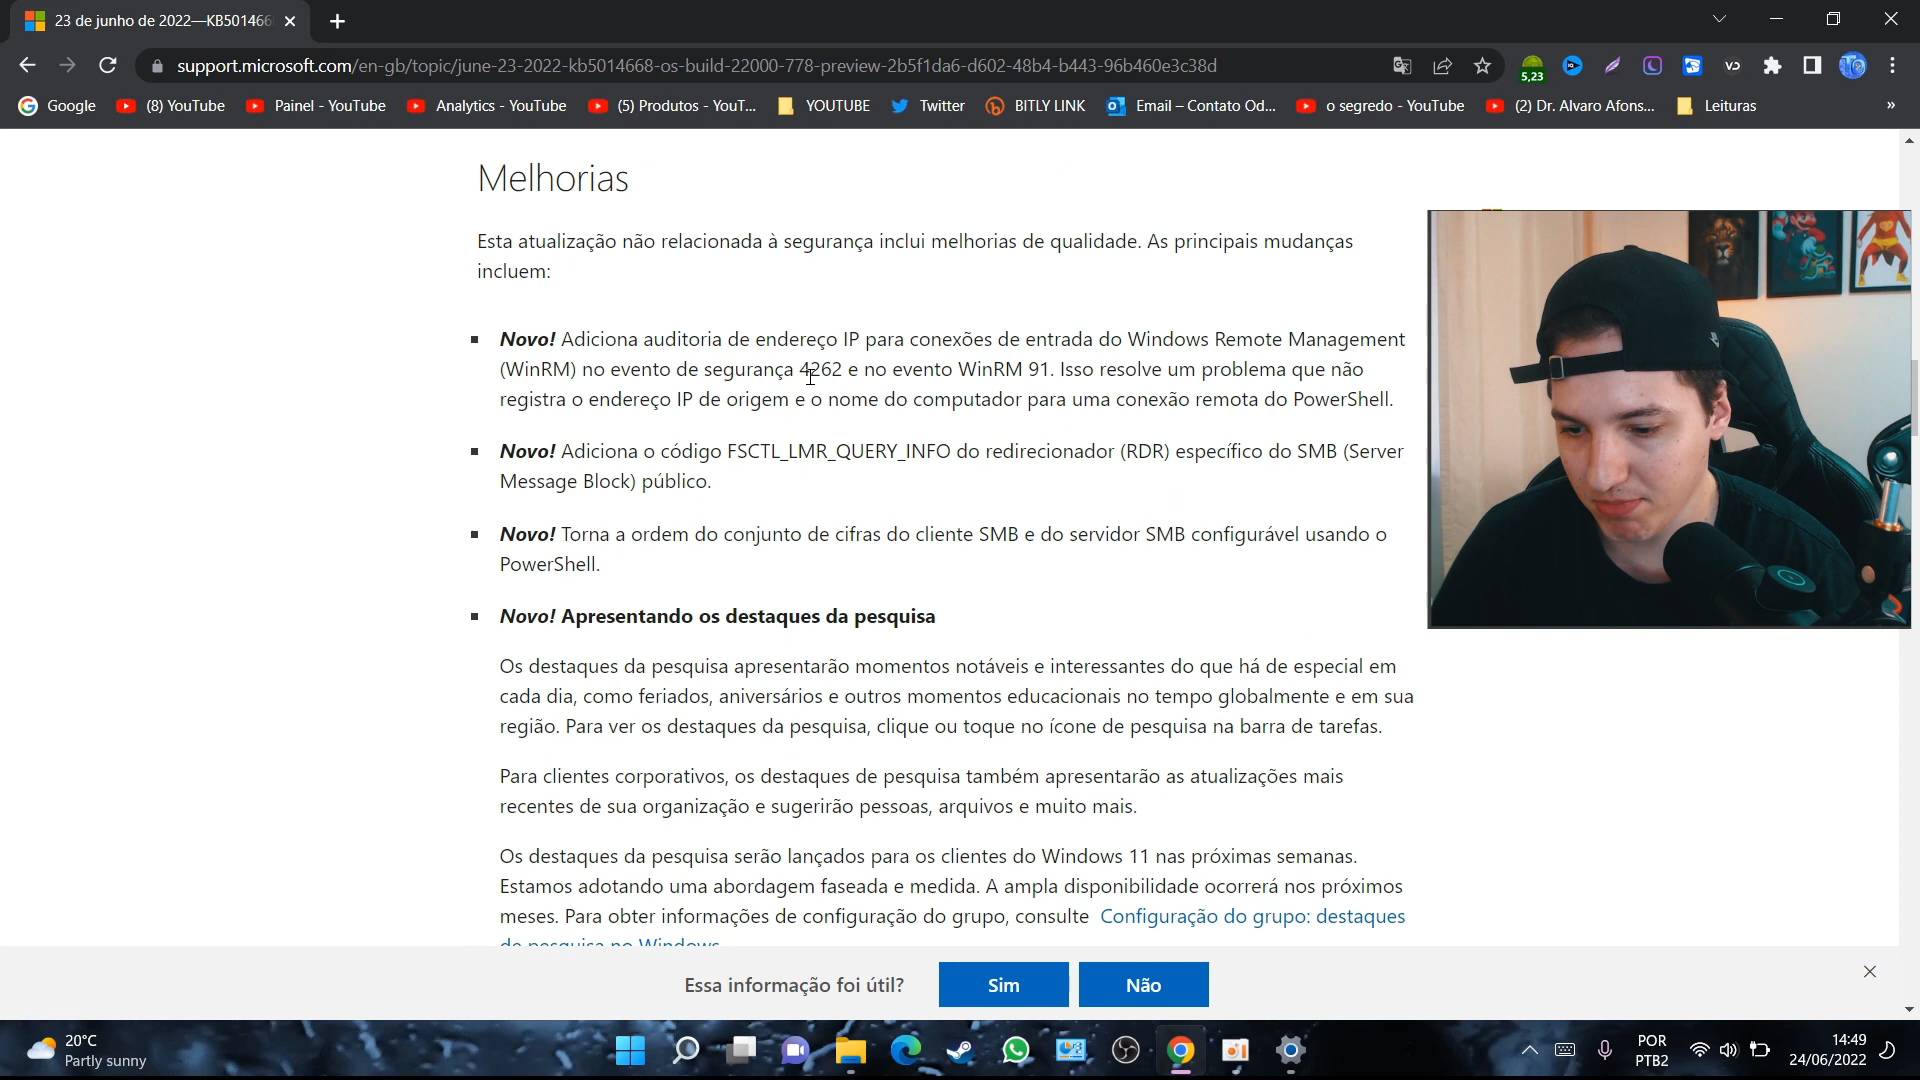 23 de junho de 2022—KB501466
support.microsoft.com/en-gb/topic/june-23-2022-kb5014668-os-build-22000-778-preview-2b5f1da6-d602-48b4-b443-96b460e3c38d
5,23
Google
(8) YouTube
Painel - YouTube
Analytics - YouTube
(5) Produtos - YouT...
YOUTUBE
Twitter
BITLY LINK
Email – Contato Od...
o segredo - YouTube
(2) Dr. Alvaro Afons...
Leituras
»
Melhorias
Esta atualização não relacionada à segurança inclui melhorias de qualidade. As principais mudanças
incluem:
Novo! Adiciona auditoria de endereço IP para conexões de entrada do Windows Remote Management
(WinRM) no evento de segurança 4262 e no evento WinRM 91. Isso resolve um problema que não
registra o endereço IP de origem e o nome do computador para uma conexão remota do PowerShell.
Novo! Adiciona o código FSCTL_LMR_QUERY_INFO do redirecionador (RDR) específico do SMB (Server
Message Block) público.
Novo! Torna a ordem do conjunto de cifras do cliente SMB e do servidor SMB configurável usando o
PowerShell.
Novo! Apresentando os destaques da pesquisa
Os destaques da pesquisa apresentarão momentos notáveis e interessantes do que há de especial em
cada dia, como feriados, aniversários e outros momentos educacionais no tempo globalmente e em sua
região. Para ver os destaques da pesquisa, clique ou toque no ícone de pesquisa na barra de tarefas.
Para clientes corporativos, os destaques de pesquisa também apresentarão as atualizações mais
recentes de sua organização e sugerirão pessoas, arquivos e muito mais.
Os destaques da pesquisa serão lançados para os clientes do Windows 11 nas próximas semanas.
Estamos adotando uma abordagem faseada e medida. A ampla disponibilidade ocorrerá nos próximos
meses. Para obter informações de configuração do grupo, consulte Configuração do grupo: destaques
de pesquisa no Windows
Essa informação foi útil?
Sim
Não
20°C
Partly sunny
POR
PTB2
14:49
24/06/2022